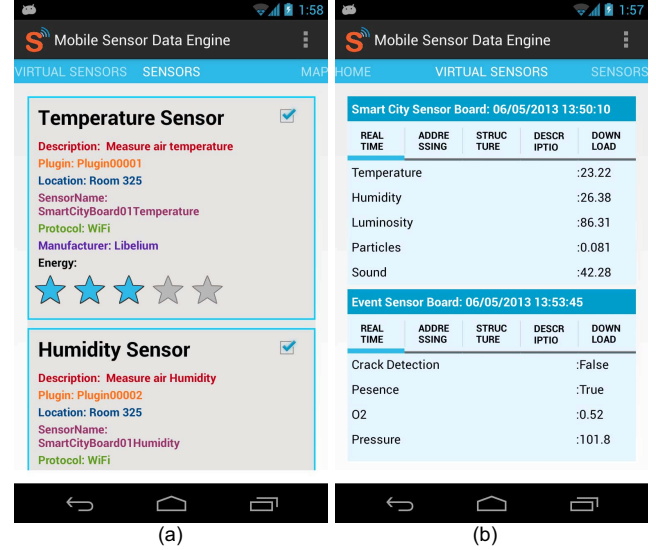 1:58
S Mobile Sensor Data Engine
VIRTUAL SENSORS SENSORS MAP
Temperature Sensor
Description: Measure air temperature
Plugin: Plugin00001
Location: Room 325
SensorName:
SmartCityBoard01Temperature
Protocol: WiFi
Manufacturer: Libelium
Energy:
Humidity Sensor
Description: Measure air Humidity
Plugin: Plugin00002
Location: Room 325
SensorName:
SmartCityBoard01Humidity
Protocol: WiFi
(a)
1:57
S Mobile Sensor Data Engine
HOME VIRTUAL SENSORS SENSORS
Smart City Sensor Board: 06/05/2013 13:50:10
REAL ADDRE STRUC DESCR DOWN
TIME SSING TURE IPTIO LOAD
Temperature :23.22
Humidity :26.38
Luminosity :86.31
Particles :0.081
Sound :42.28
Event Sensor Board: 06/05/2013 13:53:45
REAL ADDRE STRUC DESCR DOWN
TIME SSING TURE IPTIO LOAD
Crack Detection :False
Pesence :True
O2 :0.52
Pressure :101.8
(b)